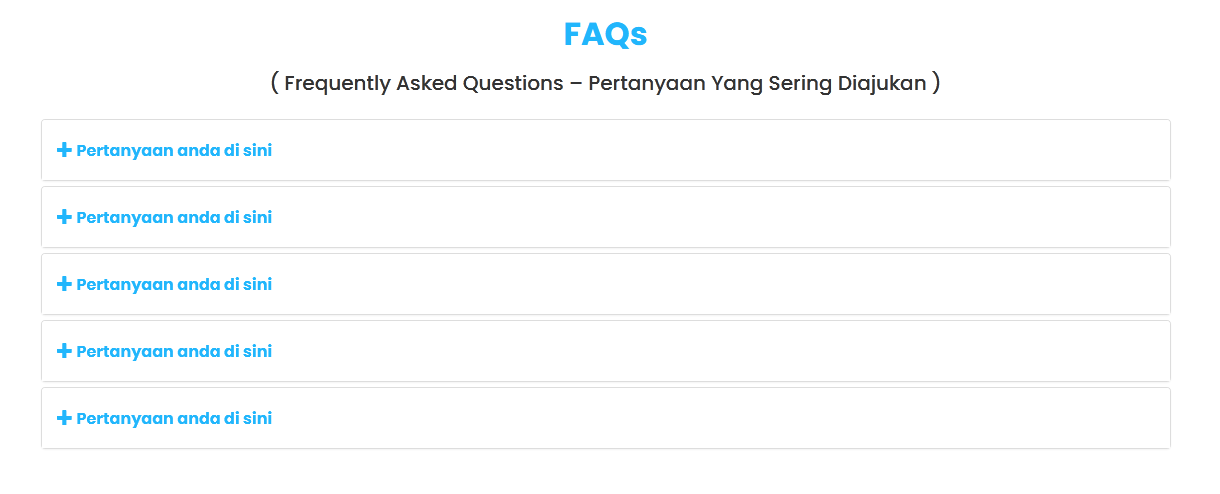 FAQs
( Frequently Asked Questions – Pertanyaan Yang Sering Diajukan )
Pertanyaan anda di sini
Pertanyaan anda di sini
Pertanyaan anda di sini
Pertanyaan anda di sini
Pertanyaan anda di sini